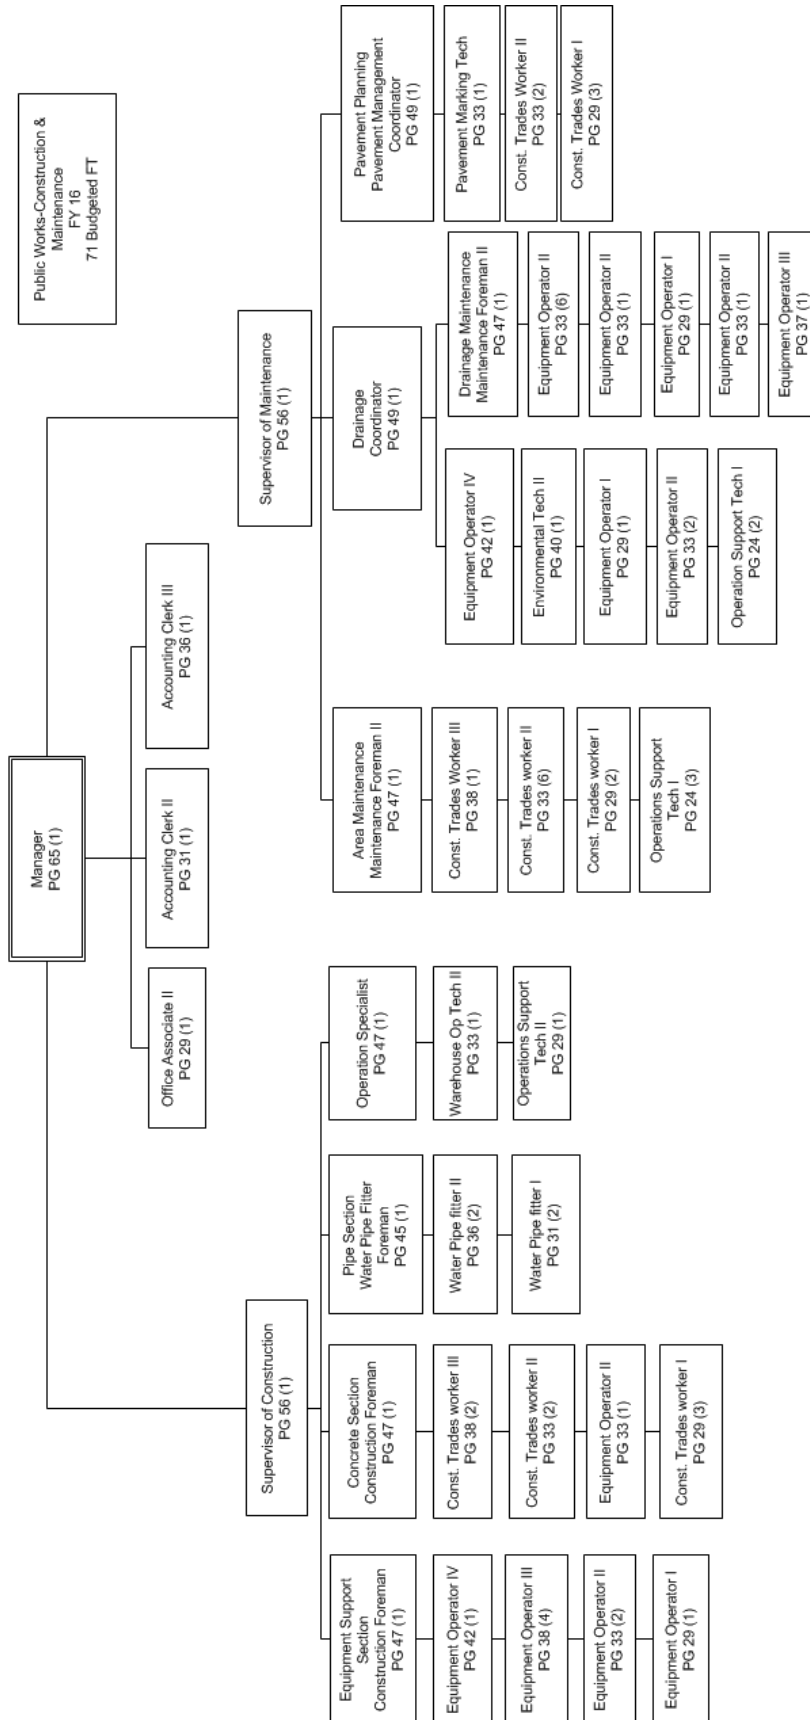 Public Works-Construction &
Maintenance
FY 16
71 Budgeted FT
Manager
PG 65 (1)
Office Associate II
PG 29 (1)
Accounting Clerk II
PG 31 (1)
Accounting Clerk III
PG 36 (1)
Supervisor of Construction
PG 56 (1)
Supervisor of Maintenance
PG 56 (1)
Equipment Support
Section
Construction Foreman
PG 47 (1)
Equipment Operator IV
PG 42 (1)
Equipment Operator III
PG 38 (4)
Equipment Operator II
PG 33 (2)
Equipment Operator I
PG 29 (1)
Concrete Section
Construction Foreman
PG 47 (1)
Const. Trades worker III
PG 38 (2)
Const. Trades worker II
PG 33 (2)
Equipment Operator II
PG 33 (1)
Const. Trades worker I
PG 29 (3)
Pipe Section
Water Pipe Fitter
Foreman
PG 45 (1)
Water Pipe fitter II
PG 36 (2)
Water Pipe fitter I
PG 31 (2)
Operation Specialist
PG 47 (1)
Warehouse Op Tech II
PG 33 (1)
Operations Support
Tech II
PG 29 (1)
Area Maintenance
Maintenance Foreman II
PG 47 (1)
Const. Trades Worker III
PG 38 (1)
Const. Trades worker II
PG 33 (6)
Const. Trades worker I
PG 29 (2)
Operations Support
Tech I
PG 24 (3)
Drainage
Coordinator
PG 49 (1)
Equipment Operator IV
PG 42 (1)
Environmental Tech II
PG 40 (1)
Equipment Operator I
PG 29 (1)
Equipment Operator II
PG 33 (2)
Operation Support Tech I
PG 24 (2)
Drainage Maintenance
Maintenance Foreman II
PG 47 (1)
Equipment Operator II
PG 33 (6)
Equipment Operator II
PG 33 (1)
Equipment Operator I
PG 29 (1)
Equipment Operator II
PG 33 (1)
Equipment Operator III
PG 37 (1)
Pavement Planning
Pavement Management
Coordinator
PG 49 (1)
Pavement Marking Tech
PG 33 (1)
Const. Trades Worker II
PG 33 (2)
Const. Trades Worker I
PG 29 (3)